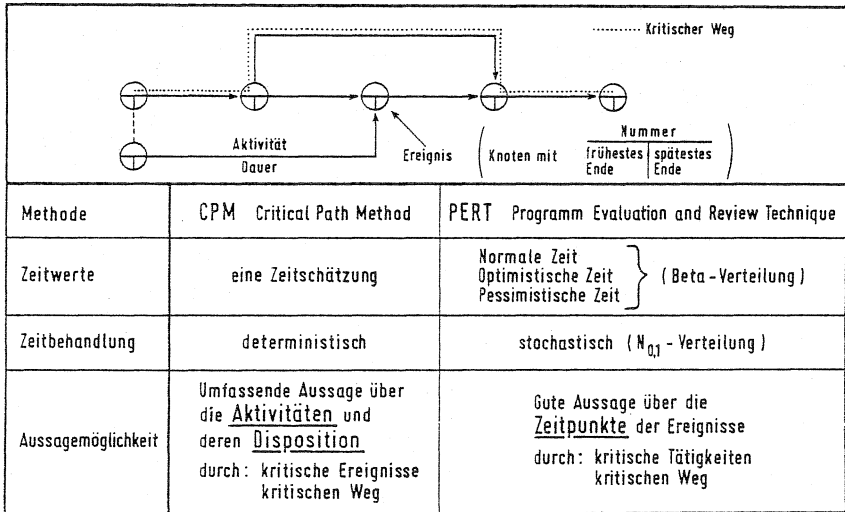 Kritischer Weg
Aktivität
Dauer
Ereignis
Knoten mit
Nummer
frühestes Ende
spätestes Ende
Methode
CPM Critical Path Method
PERT Programm Evaluation and Review Technique
Zeitwerte
eine Zeitschätzung
Normale Zeit
Optimistische Zeit
Pessimistische Zeit
(Beta-Verteilung)
Zeitbehandlung
deterministisch
stochastisch (N0,1-Verteilung)
Aussagemöglichkeit
Umfassende Aussage über
die Aktivitäten und
deren Disposition
durch: kritische Ereignisse
kritischen Weg
Gute Aussage über die
Zeitpunkte der Ereignisse
durch: kritische Tätigkeiten
kritischen Weg